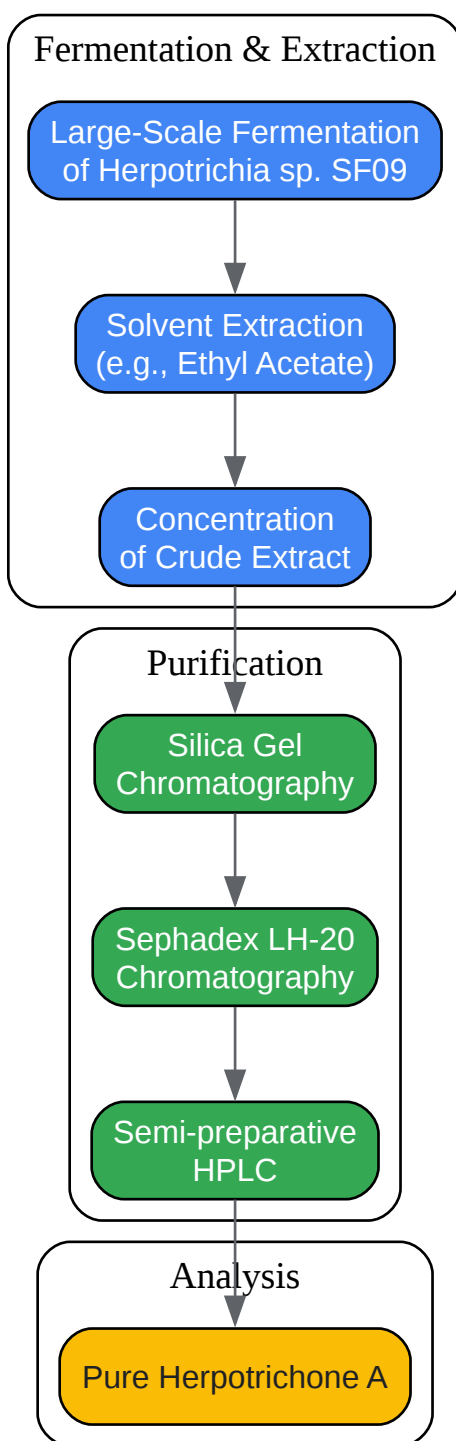 Fermentation & Extraction
Large-Scale Fermentation
of Herpotrichia sp. SF09
Solvent Extraction
(e.g., Ethyl Acetate)
Concentration
of Crude Extract
Purification
Silica Gel
Chromatography
Sephadex LH-20
Chromatography
Semi-preparative
HPLC
Analysis
Pure Herpotrichone A